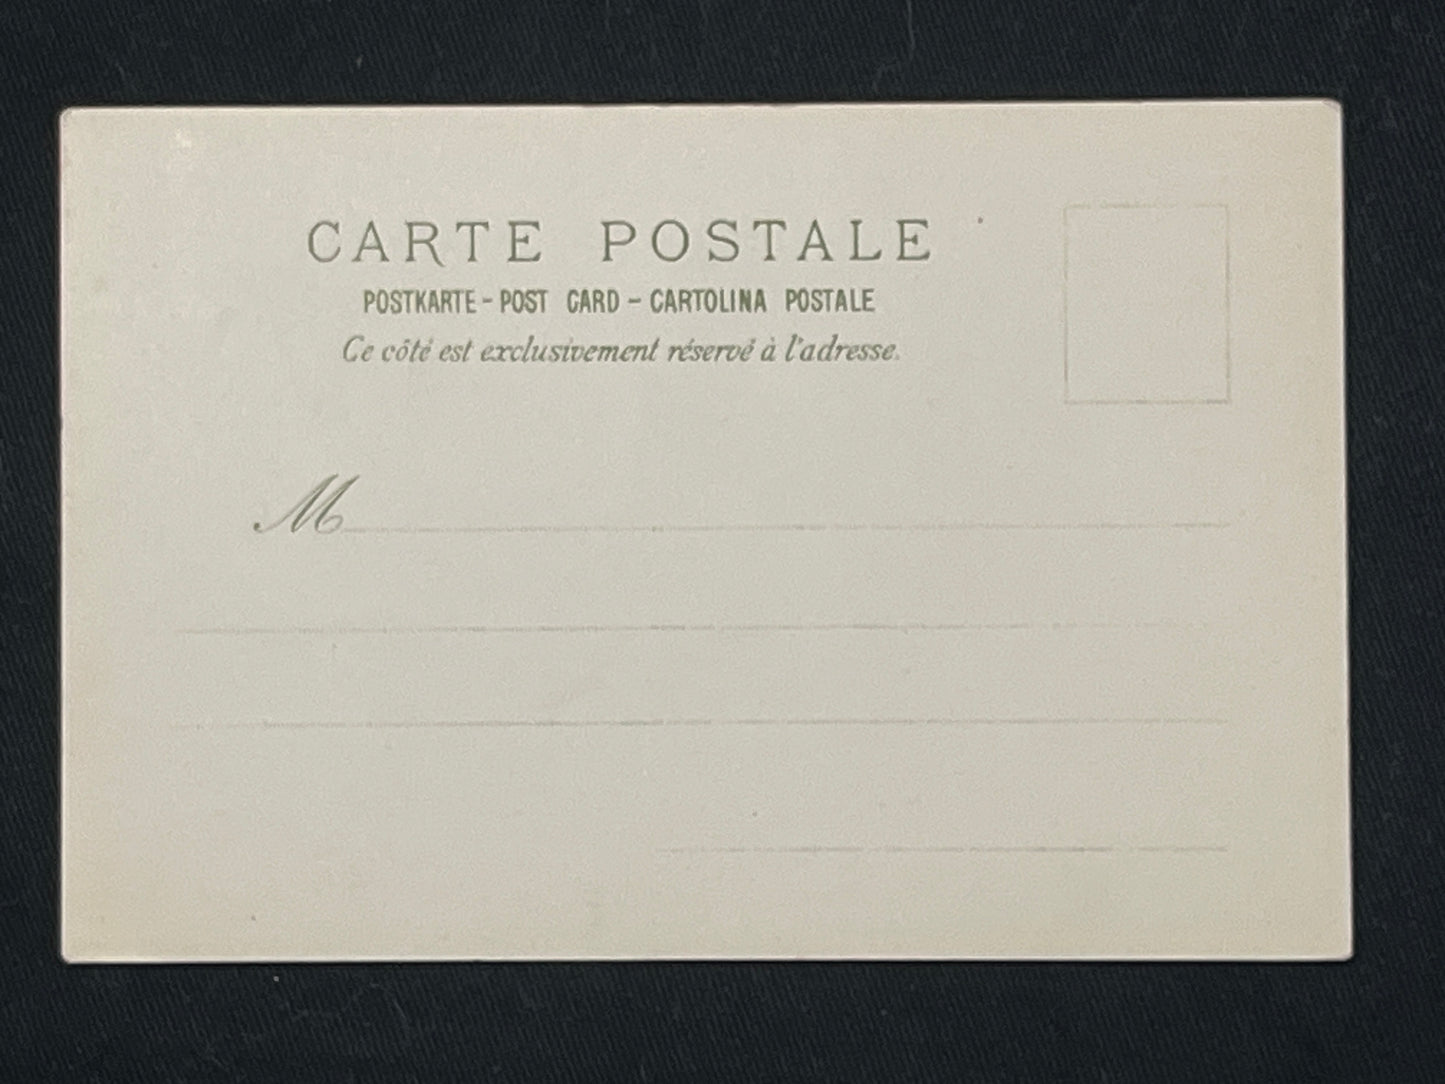 CARTE POSTALE
POSTKARTE - POST CARD - CARTOLINA POSTALE
Ce côté est exclusivement réservé à l'adresse.
M